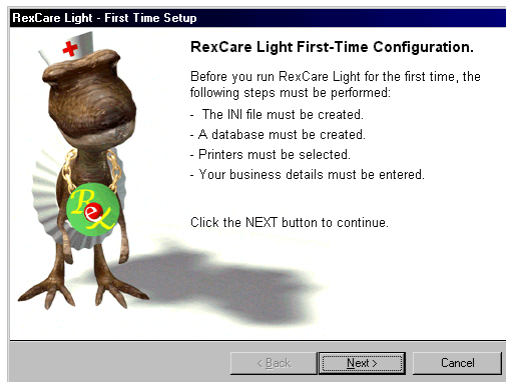 RexCare Light - First Time Setup
RexCare Light First-Time Configuration.
Before you run RexCare Light for the first time, the
following steps must be performed:
- The INI file must be created.
- A database must be created.
- Printers must be selected.
- Your business details must be entered.
Click the NEXT button to continue.
ReX
< Back
Next >
Cancel